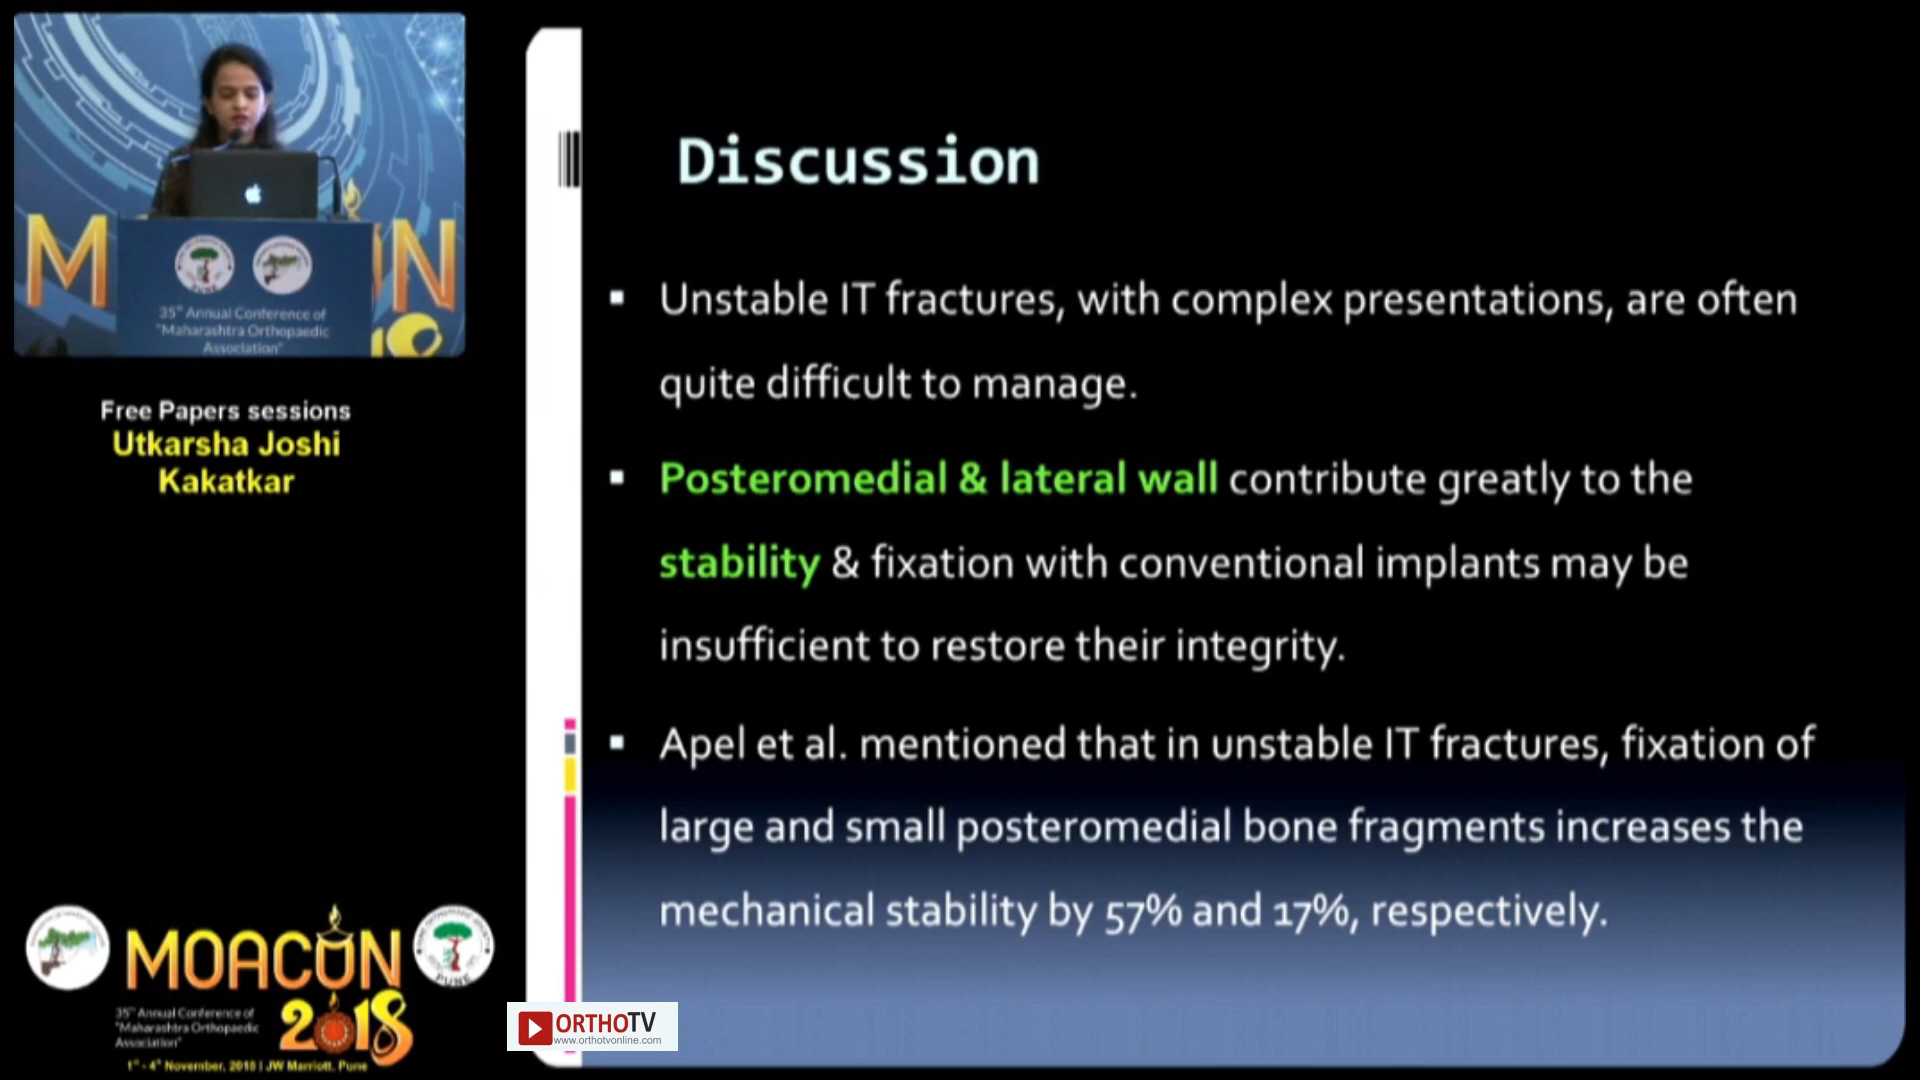 M
N
35th Annual Conference of
"Maharashtra Orthopaedic
Association"
Free Papers sessions
Utkarsha Joshi
Kakatkar
Discussion
Unstable IT fractures, with complex presentations, are often
quite difficult to manage.
Posteromedial & lateral wall contribute greatly to the
stability & fixation with conventional implants may be
insufficient to restore their integrity.
Apel et al. mentioned that in unstable IT fractures, fixation of
large and small posteromedial bone fragments increases the
mechanical stability by 57% and 17%, respectively.
MOACON
PUNE
2018
35th Annual Conference of
"Maharashtra Orthopaedic
Association"
1st - 4th November, 2018 | JW Marriott, Pune
ORTHOTV
www.orthotvonline.com